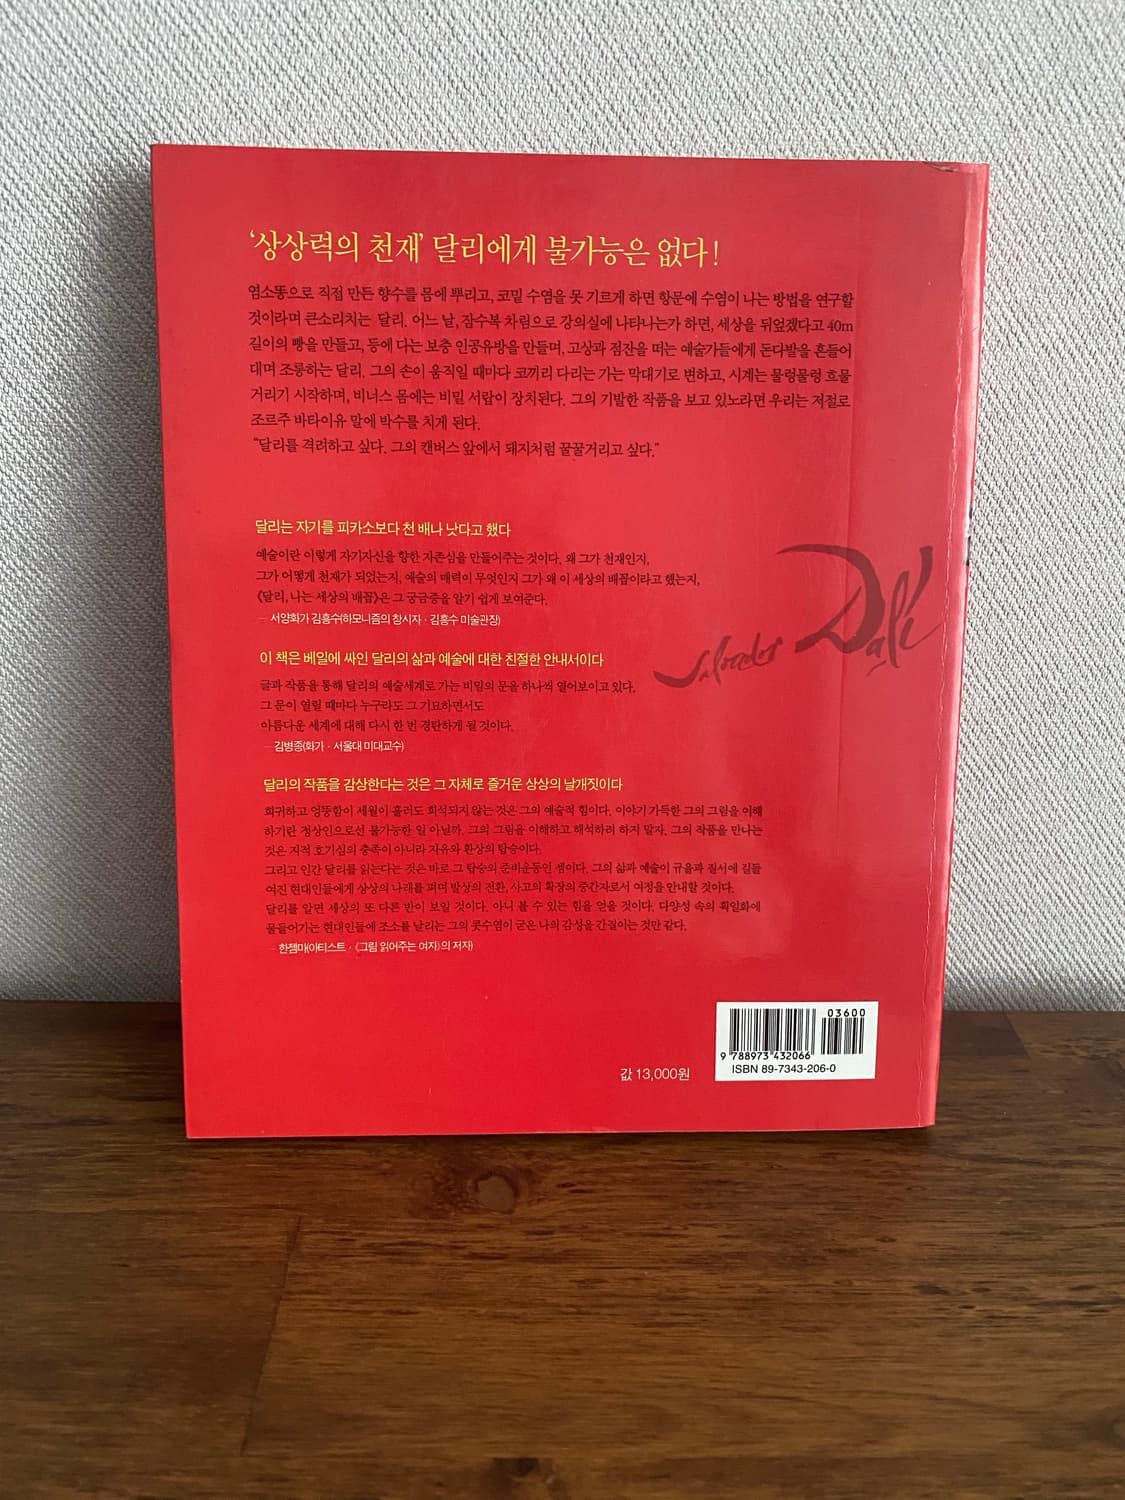 '상상력의 천재' 달리에게 불가능은 없다!
염소똥으로 직접 만든 향수를 몸에 뿌리고, 코밑 수염을 못 기르게 하면 항문에 수염이 나는 방법을 연구할
것이라며 큰소리치는 달리. 어느 날, 잠수복 차림으로 강의실에 나타나는가 하면, 세상을 뒤엎겠다고 40m
길이의 빵을 만들고, 등에 다는 보충 인공유방을 만들며, 고상과 점잔을 떠는 예술가들에게 돈다발을 흔들어
대며 조롱하는 달리. 그의 손이 움직일 때마다 코끼리 다리는 가는 막대기로 변하고, 시계는 물렁물렁 흐물
거리기 시작하며, 비너스 몸에는 비밀 서랍이 장치된다. 그의 기발한 작품을 보고 있노라면 우리는 저절로
조르주 바타이유 말에 박수를 치게 된다.
"달리를 격려하고 싶다. 그의 캔버스 앞에서 돼지처럼 꿀꿀거리고 싶다."
달리는 자기를 피카소보다 천 배나 낫다고 했다
예술이란 이렇게 자기자신을 향한 자존심을 만들어주는 것이다. 왜 그가 천재인지,
그가 어떻게 천재가 되었는지, 예술의 매력이 무엇인지 그가 왜 이 세상의 배꼽이라고 했는지,
《달리, 나는 세상의 배꼽》은 그 궁금증을 알기 쉽게 보여준다.
— 서양화가 김흥수(하모니즘의 창시자 · 김흥수 미술관장)
이 책은 베일에 싸인 달리의 삶과 예술에 대한 친절한 안내서이다
글과 작품을 통해 달리의 예술세계로 가는 비밀의 문을 하나씩 열어보이고 있다.
그 문이 열릴 때마다 누구라도 그 기묘하면서도
아름다운 세계에 대해 다시 한 번 경탄하게 될 것이다.
— 김병종(화가 · 서울대 미대교수)
Salvador Dalí
달리의 작품을 감상한다는 것은 그 자체로 즐거운 상상의 날개짓이다
희귀하고 엉뚱함이 세월이 흘러도 희석되지 않는 것은 그의 예술적 힘이다. 이야기 가득한 그의 그림을 이해
하기란 정상인으로선 불가능한 일 아닐까. 그의 그림을 이해하고 해석하려 하지 말자. 그의 작품을 만나는
것은 지적 호기심의 충족이 아니라 자유와 환상의 탑승이다.
그리고 인간 달리를 읽는다는 것은 바로 그 탑승의 준비운동인 셈이다. 그의 삶과 예술이 규율과 질서에 길들
여진 현대인들에게 상상의 나래를 펴며 발상의 전환, 사고의 확장의 중간자로서 여정을 안내할 것이다.
달리를 알면 세상의 또 다른 반이 보일 것이다. 아니 볼 수 있는 힘을 얻을 것이다. 다양성 속의 획일화에
물들어가는 현대인들에 조소를 날리는 그의 콧수염이 굳은 나의 감성을 간질이는 것만 같다.
— 한젬마(아티스트 · 《그림 읽어주는 여자》의 저자)
03600
9 788973 432066
ISBN 89-7343-206-0
값 13,000원